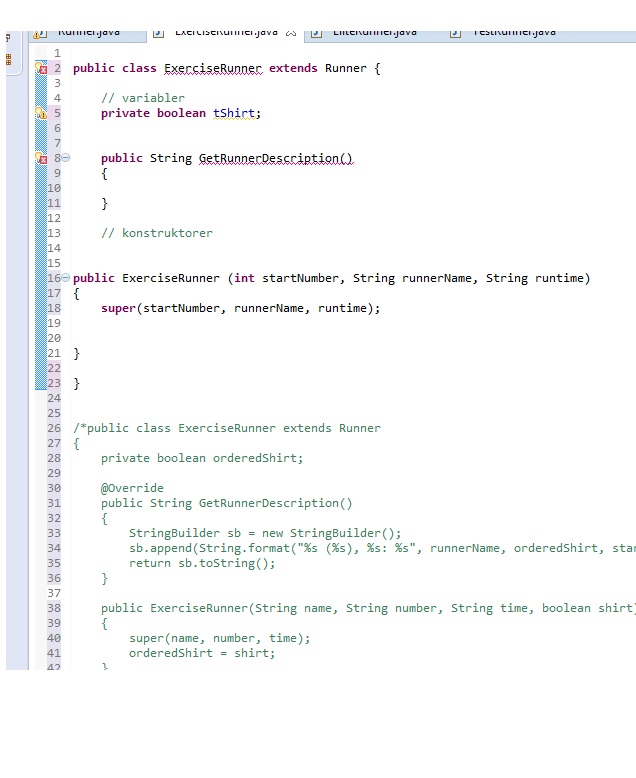 Runner.java ExerciseRunner.java EliteRunner.java TestRunner.java
1
2 public class ExerciseRunner extends Runner {
3
4 // variabler
5 private boolean tShirt;
6
7
8 public String GetRunnerDescription()
9 {
10
11 }
12
13 // konstruktorer
14
15
16 public ExerciseRunner (int startNumber, String runnerName, String runtime)
17 {
18 super(startNumber, runnerName, runtime);
19
20
21 }
22
23 }
24
25
26 /*public class ExerciseRunner extends Runner
27 {
28 private boolean orderedShirt;
29
30 @Override
31 public String GetRunnerDescription()
32 {
33 StringBuilder sb = new StringBuilder();
34 sb.append(String.format("%s (%s), %s: %s", runnerName, orderedShirt, star
35 return sb.toString();
36 }
37
38 public ExerciseRunner(String name, String number, String time, boolean shirt)
39 {
40 super(name, number, time);
41 orderedShirt = shirt;
42 }